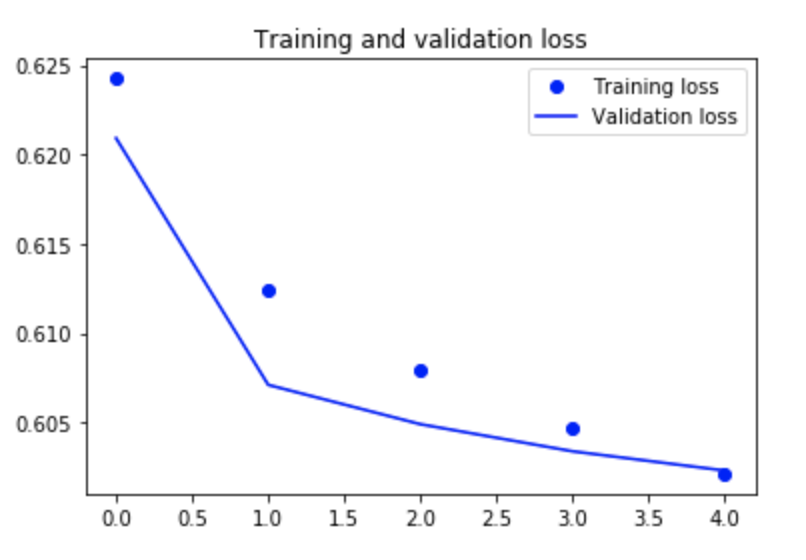 Training and validation loss
0.625
0.620
0.615
0.610
0.605
Training loss
Validation loss
0.0 0.5 1.0 1.5 2.0 2.5 3.0 3.5 4.0